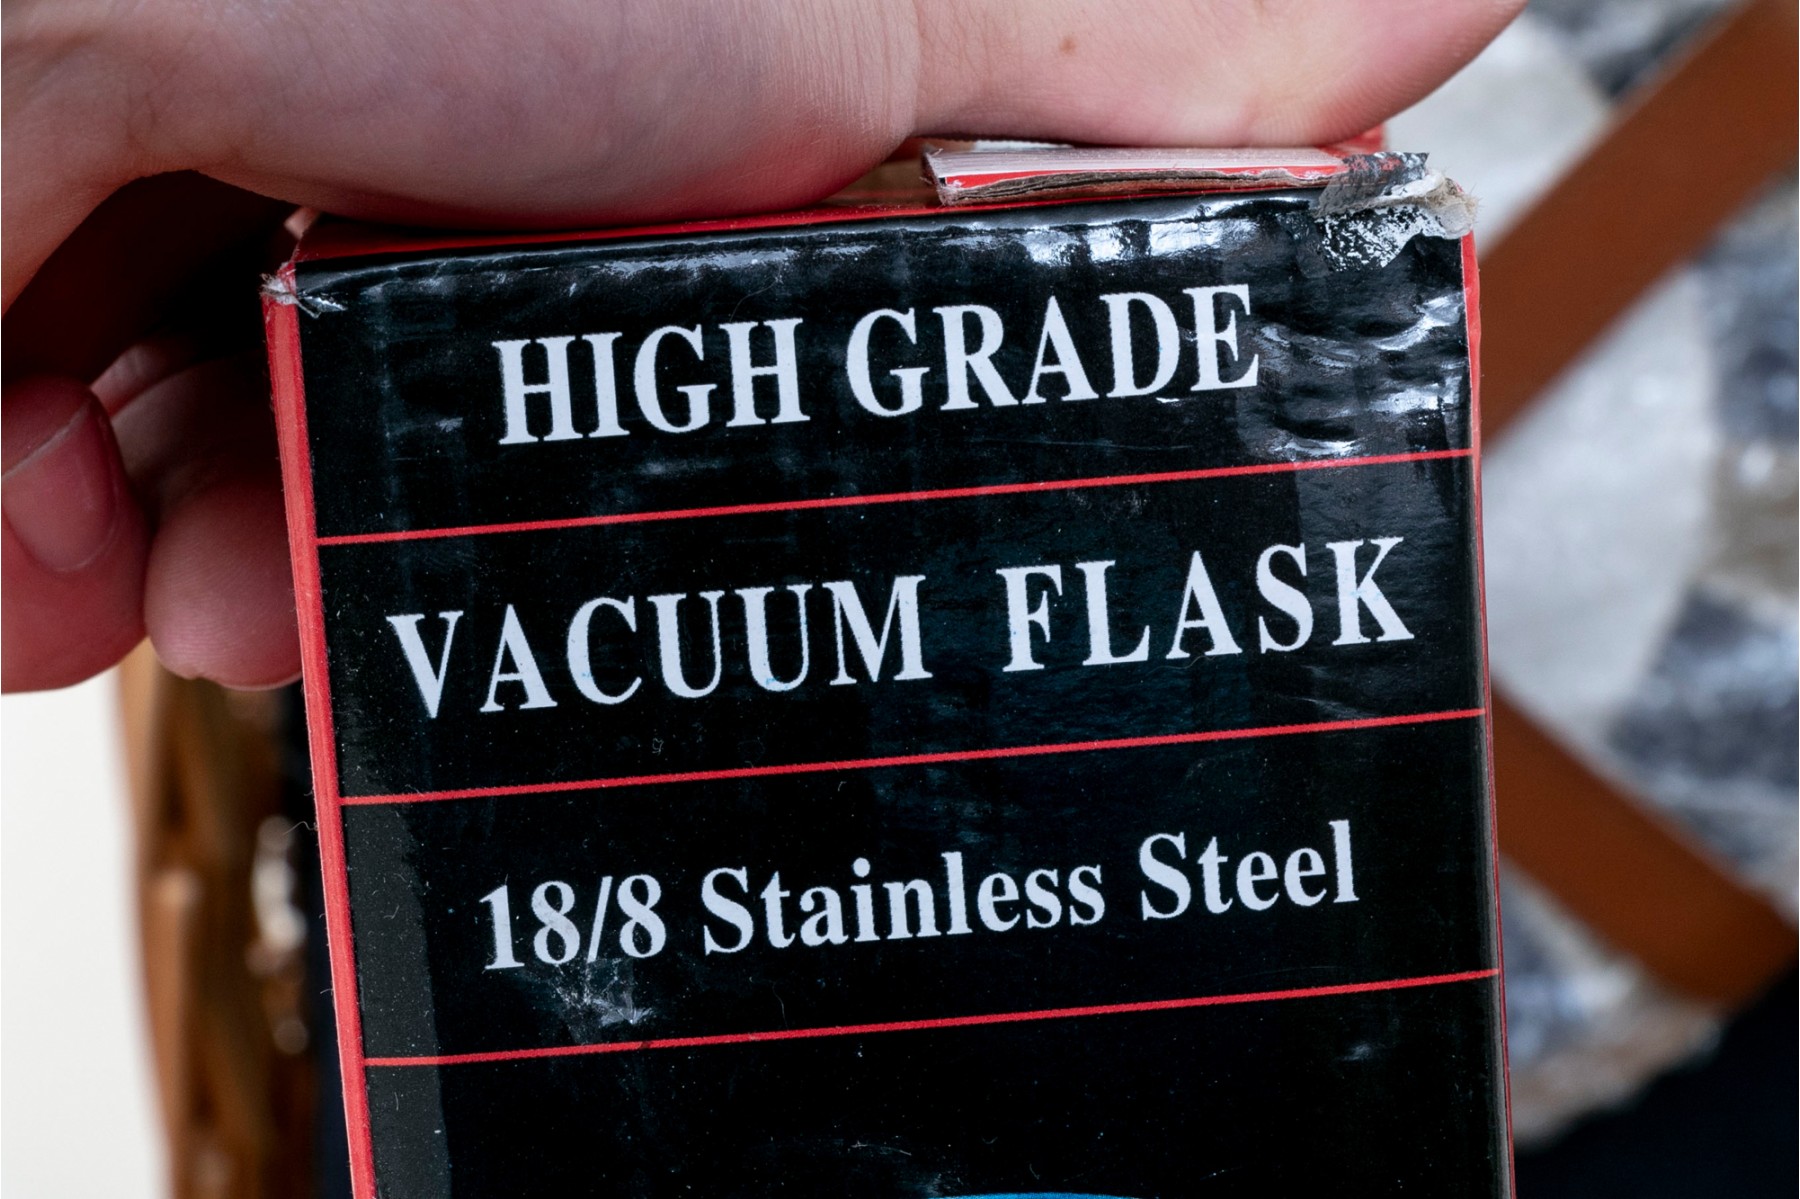 HIGH GRADE
VACUUM FLASK
18/8 Stainless Steel